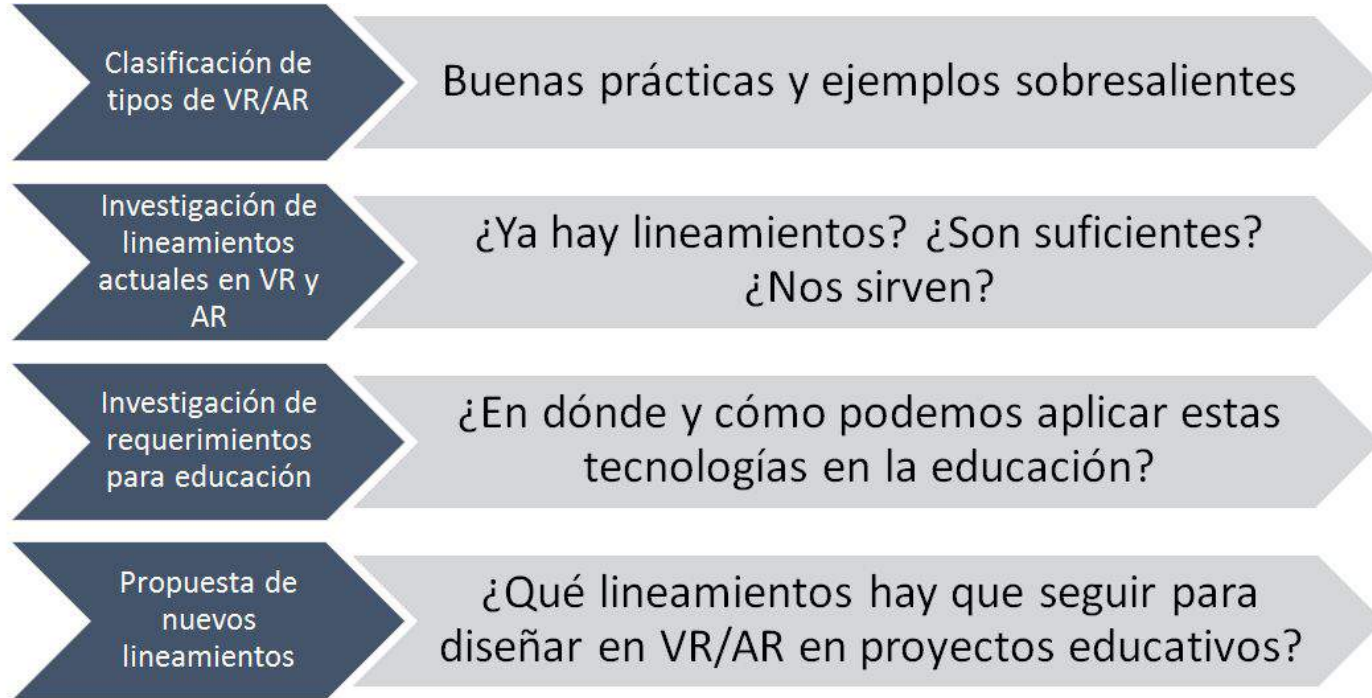 Clasificación de
tipos de VR/AR
Buenas prácticas y ejemplos sobresalientes
Investigación de
lineamientos
actuales en VR y
AR
¿Ya hay lineamientos? ¿Son suficientes?
¿Nos sirven?
Investigación de
requerimientos
para educación
¿En dónde y cómo podemos aplicar estas
tecnologías en la educación?
Propuesta de
nuevos
lineamientos
¿Qué lineamientos hay que seguir para
diseñar en VR/AR en proyectos educativos?